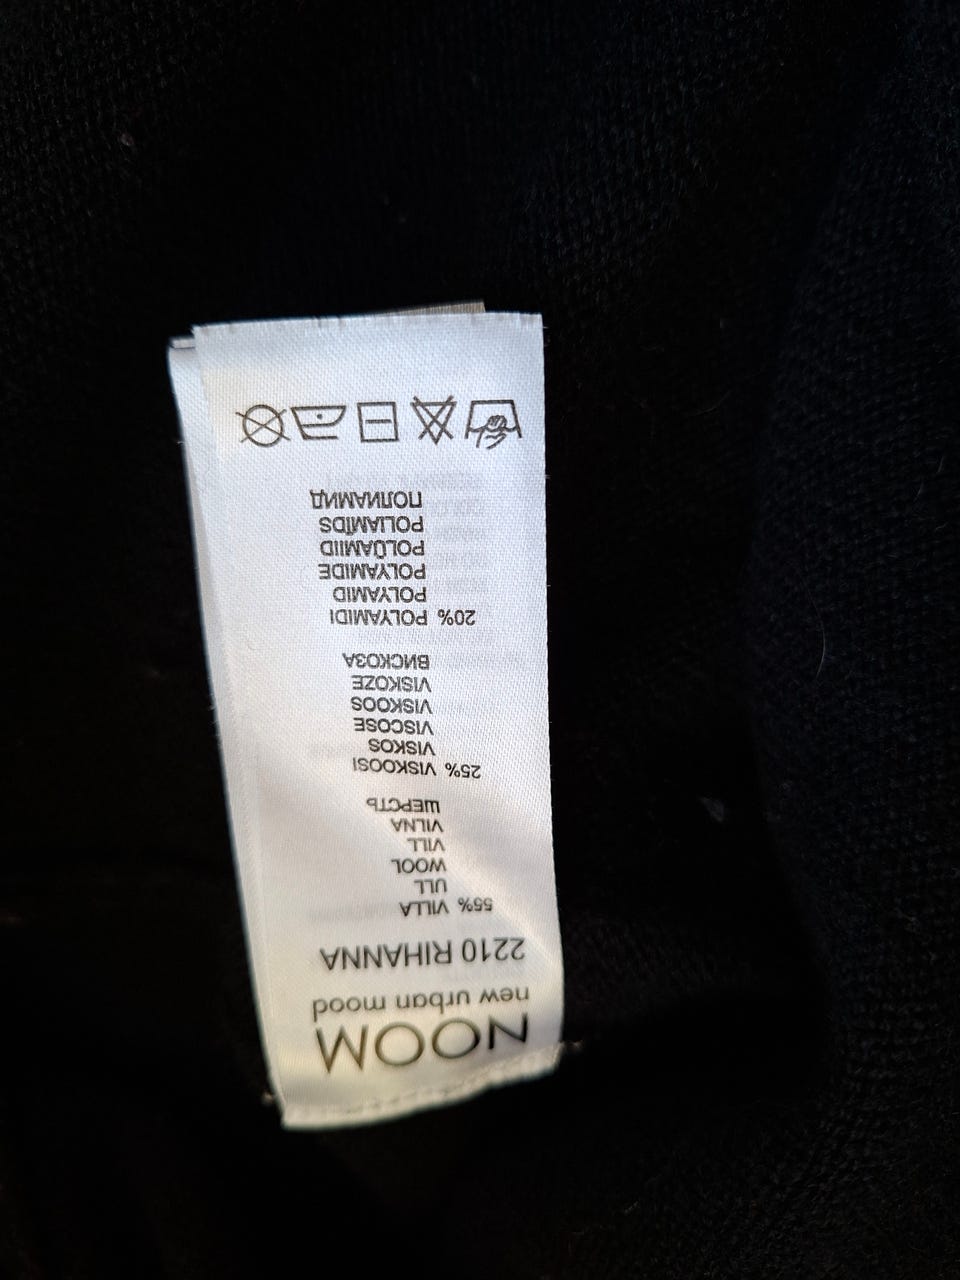 NOOM
new urban mood
2210 RIHANNA
55% VILLA
ULL
WOOL
VILL
VILNA
ШЕРСТЬ
25% VISKOOSI
VISKOS
VISCOSE
VISKOOS
VISKOZE
ВИСКОЗА
20% POLYAMIDI
POLYAMID
POLYAMIDE
POLÜAMIID
POLIAMĪDS
ПОЛИАМИД